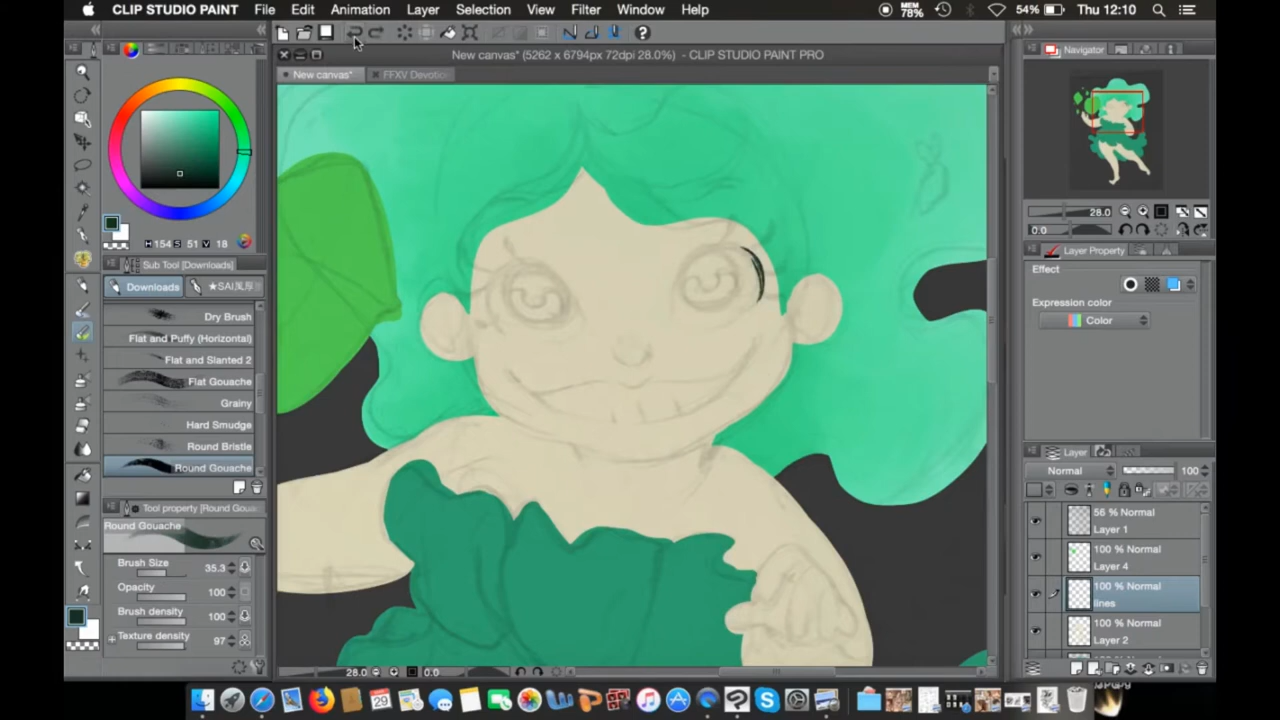 CLIP STUDIO PAINT File Edit Animation Layer Selection View Filter Window Help MEM 78% 54% Thu 12:10
New canvas* (5262 x 6794px 72dpi 28.0%) - CLIP STUDIO PAINT PRO
New canvas* FFXV Devotio
Navigator
28.0
0.0
H 154 S 51 V 18
Sub Tool [Downloads]
Downloads
Dry Brush
Flat and Puffy (Horizontal)
Flat and Slanted 2
Flat Gouache
Grainy
Hard Smudge
Round Bristle
Round Gouache
Tool property [Round Goua
Round Gouache
Brush Size 35.3
Opacity 100
Brush density 100
Texture density 97
Layer Property
Effect
Expression color
Color
Layer
Normal 100
56 % Normal
Layer 1
100 % Normal
Layer 4
100 % Normal
lines
100 % Normal
Layer 2
28.0 0.0